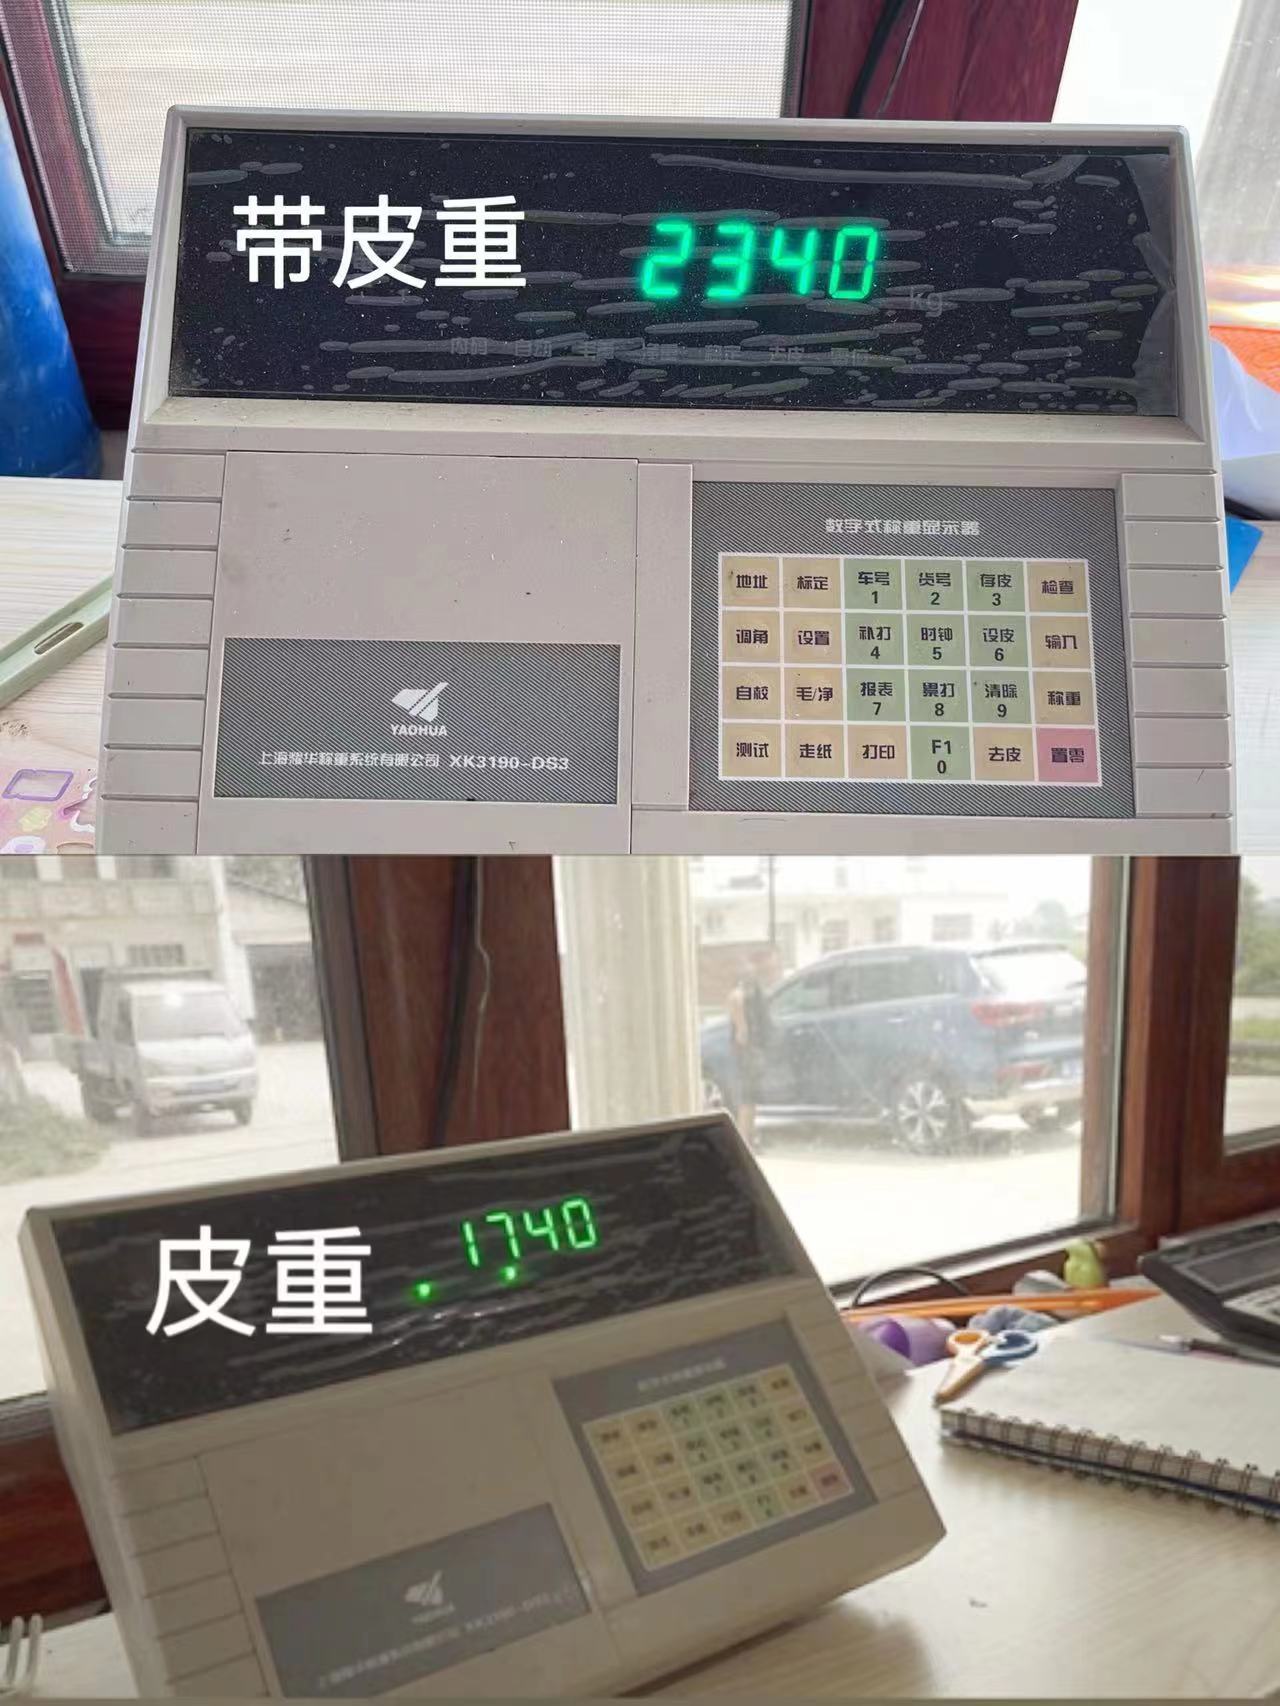 带皮重
2340
kg
数字式称重显示器
地址 标定 车号 货号 存皮 检查
1 2 3
调角 设置 补打 时钟 设皮 输入
4 5 6
自校 毛/净 报表 累打 清除 称重
7 8 9
测试 走纸 打印 F1 去皮 置零
0
YAOHUA
上海耀华称重系统有限公司 XK3190-DS3
皮重
1740
YAOHUA
XK3190-DS3